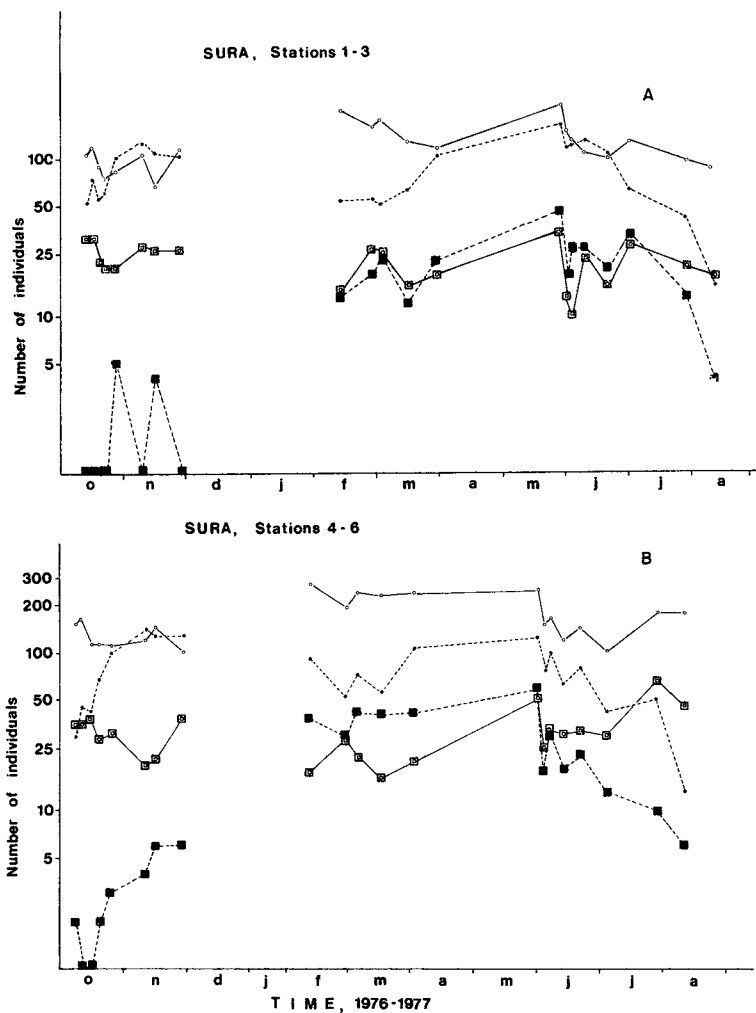 SURA, Stations 1-3
A
100
50
25
10
5
Number of individuals
o n d j f m a m j J a
SURA, Stations 4-6
B
300
200
100
50
25
10
5
Number of individuals
o n d j f m a m j j a
TIME, 1976-1977